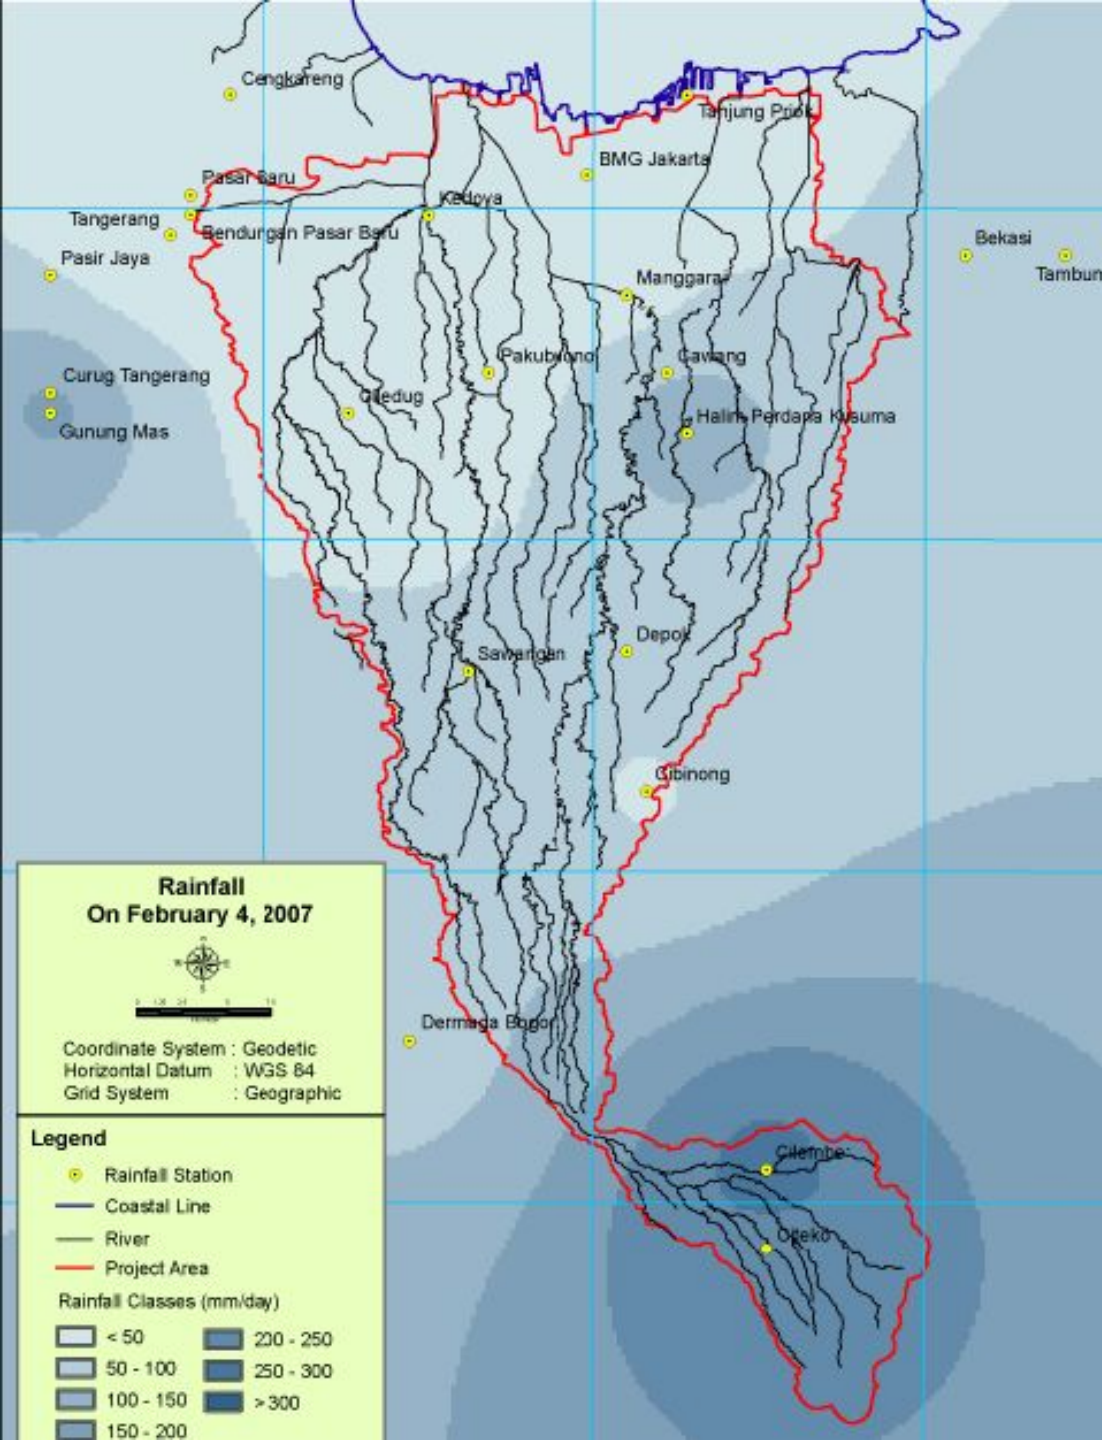 Cengkareng
Tanjung Priok
BMG Jakarta
Pasar Baru
Kedoya
Tangerang
Bendungan Pasar Baru
Bekasi
Pasir Jaya
Tambun
Manggarai
Pakubuono
Cawang
Curug Tangerang
Ciledug
Halim Perdana Kusuma
Gunung Mas
Depok
Sawangan
Cibinong
Rainfall
On February 4, 2007
N
W E
S
Dermaga Bogor
Coordinate System : Geodetic
Horizontal Datum : WGS 84
Grid System : Geographic
Legend
Cilember
Rainfall Station
Coastal Line
River
Citeko
Project Area
Rainfall Classes (mm/day)
< 50
200 - 250
50 - 100
250 - 300
100 - 150
> 300
150 - 200